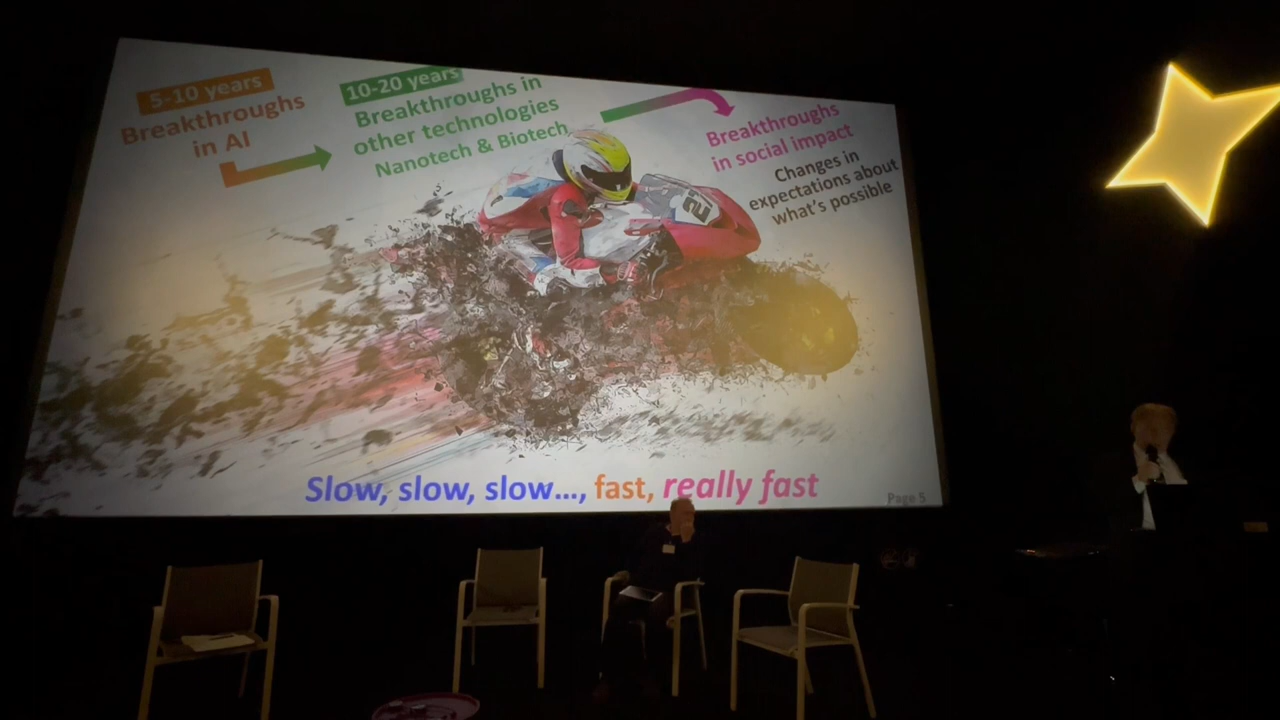 5-10 years
Breakthroughs
in AI
10-20 years
Breakthroughs in
other technologies
Nanotech & Biotech
Breakthroughs
in social impact
Changes in
expectations about
what's possible
Slow, slow, slow..., fast, really fast
Page 5